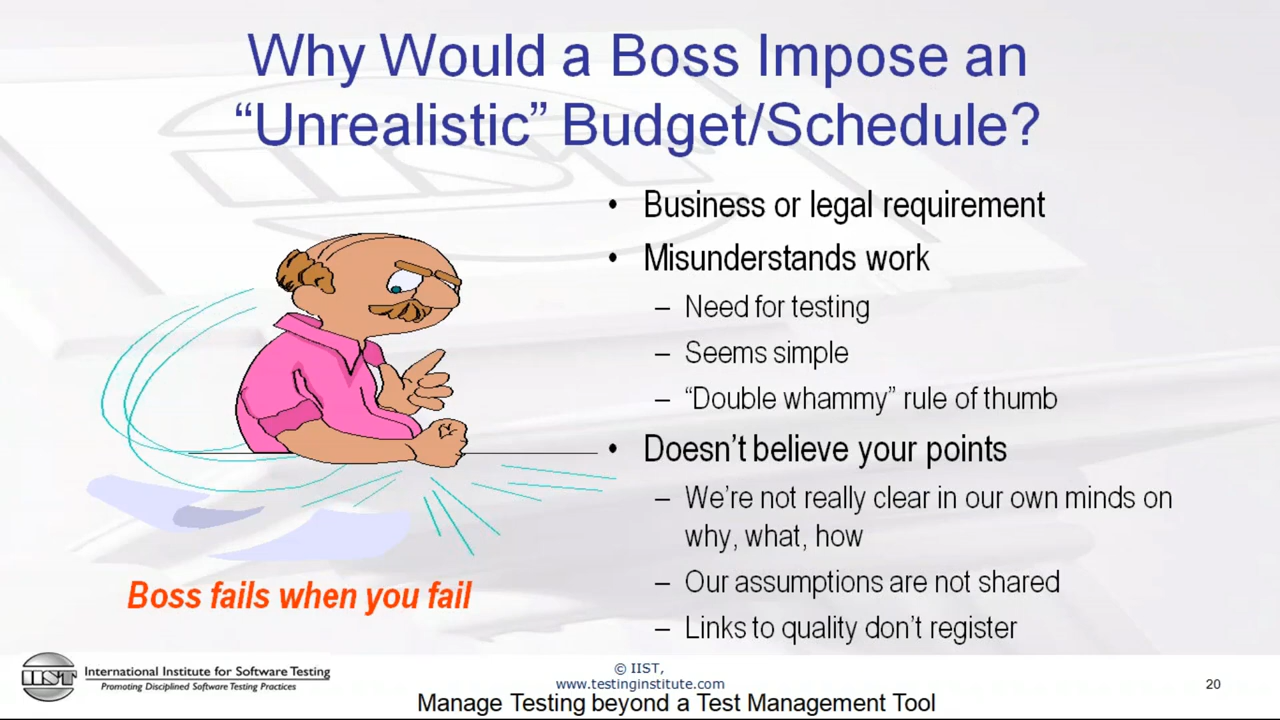 Why Would a Boss Impose an
“Unrealistic” Budget/Schedule?
• Business or legal requirement
• Misunderstands work
– Need for testing
– Seems simple
– “Double whammy” rule of thumb
• Doesn’t believe your points
– We’re not really clear in our own minds on
why, what, how
– Our assumptions are not shared
– Links to quality don’t register
Boss fails when you fail
IIST
International Institute for Software Testing
Promoting Disciplined Software Testing Practices
© IIST,
www.testinginstitute.com
20
Manage Testing beyond a Test Management Tool